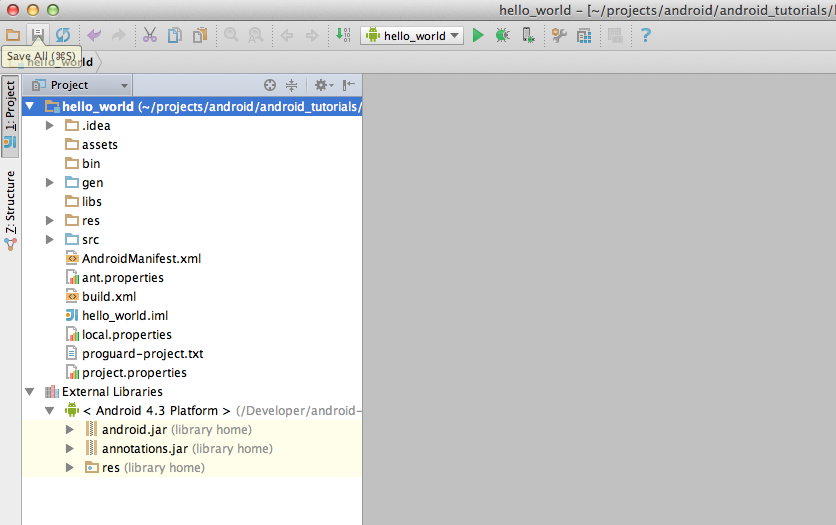 hello_world – [~/projects/android/android_tutorials/
hello_world
Save All (⌘S)
Project
1: Project
Z: Structure
hello_world (~/projects/android/android_tutorials/
.idea
assets
bin
gen
libs
res
src
AndroidManifest.xml
ant.properties
build.xml
hello_world.iml
local.properties
proguard-project.txt
project.properties
External Libraries
< Android 4.3 Platform > (/Developer/android-
android.jar (library home)
annotations.jar (library home)
res (library home)